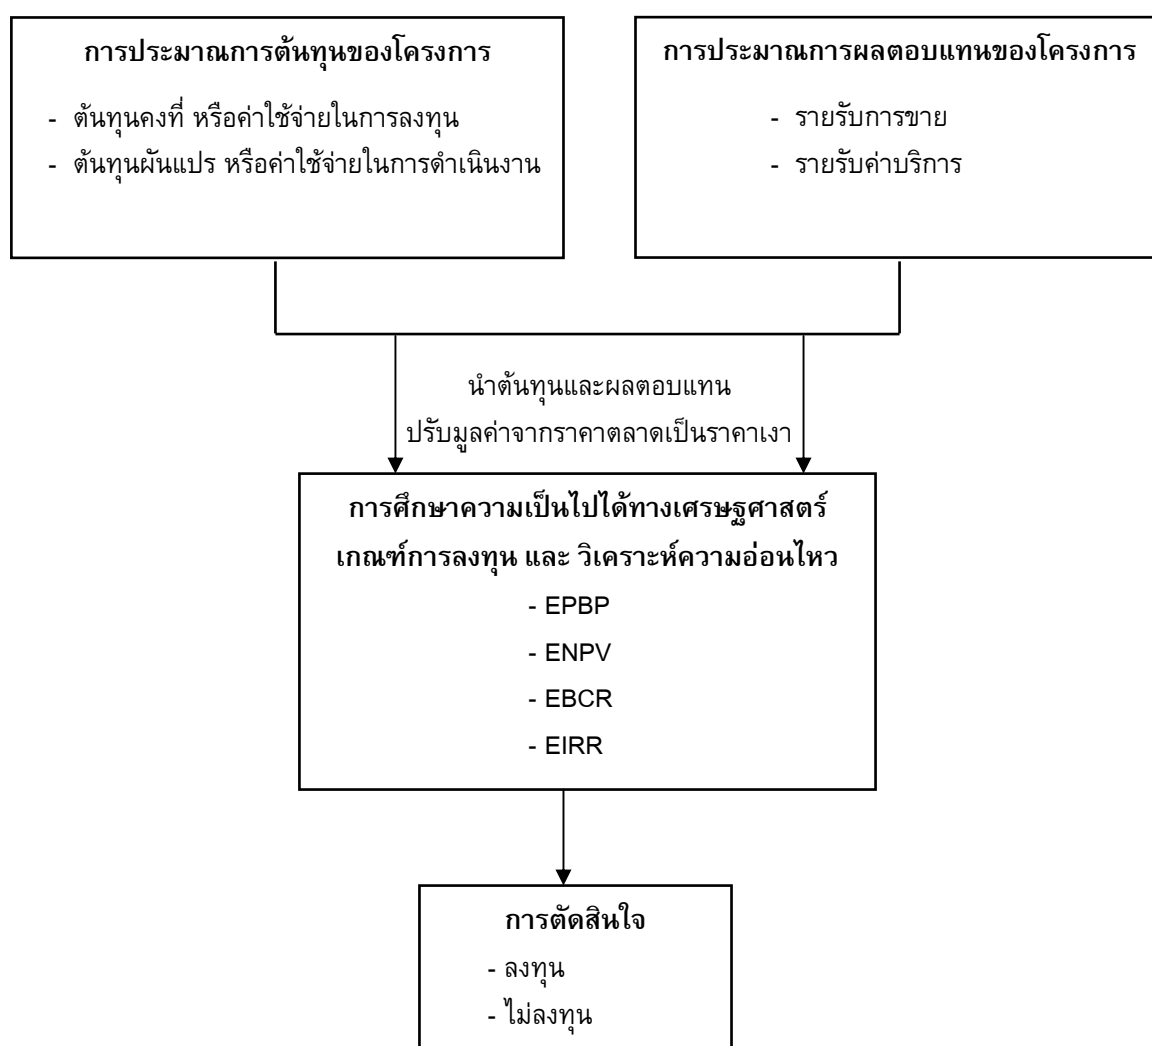 การประมาณการต้นทุนของโครงการ
- ต้นทุนคงที่ หรือค่าใช้จ่ายในการลงทุน
- ต้นทุนผันแปร หรือค่าใช้จ่ายในการดำเนินงาน
การประมาณการผลตอบแทนของโครงการ
- รายรับการขาย
- รายรับค่าบริการ
นำต้นทุนและผลตอบแทน
ปรับมูลค่าจากราคาตลาดเป็นราคาเงา
การศึกษาความเป็นไปได้ทางเศรษฐศาสตร์
เกณฑ์การลงทุน และ วิเคราะห์ความอ่อนไหว
- EPBP
- ENPV
- EBCR
- EIRR
การตัดสินใจ
- ลงทุน
- ไม่ลงทุน